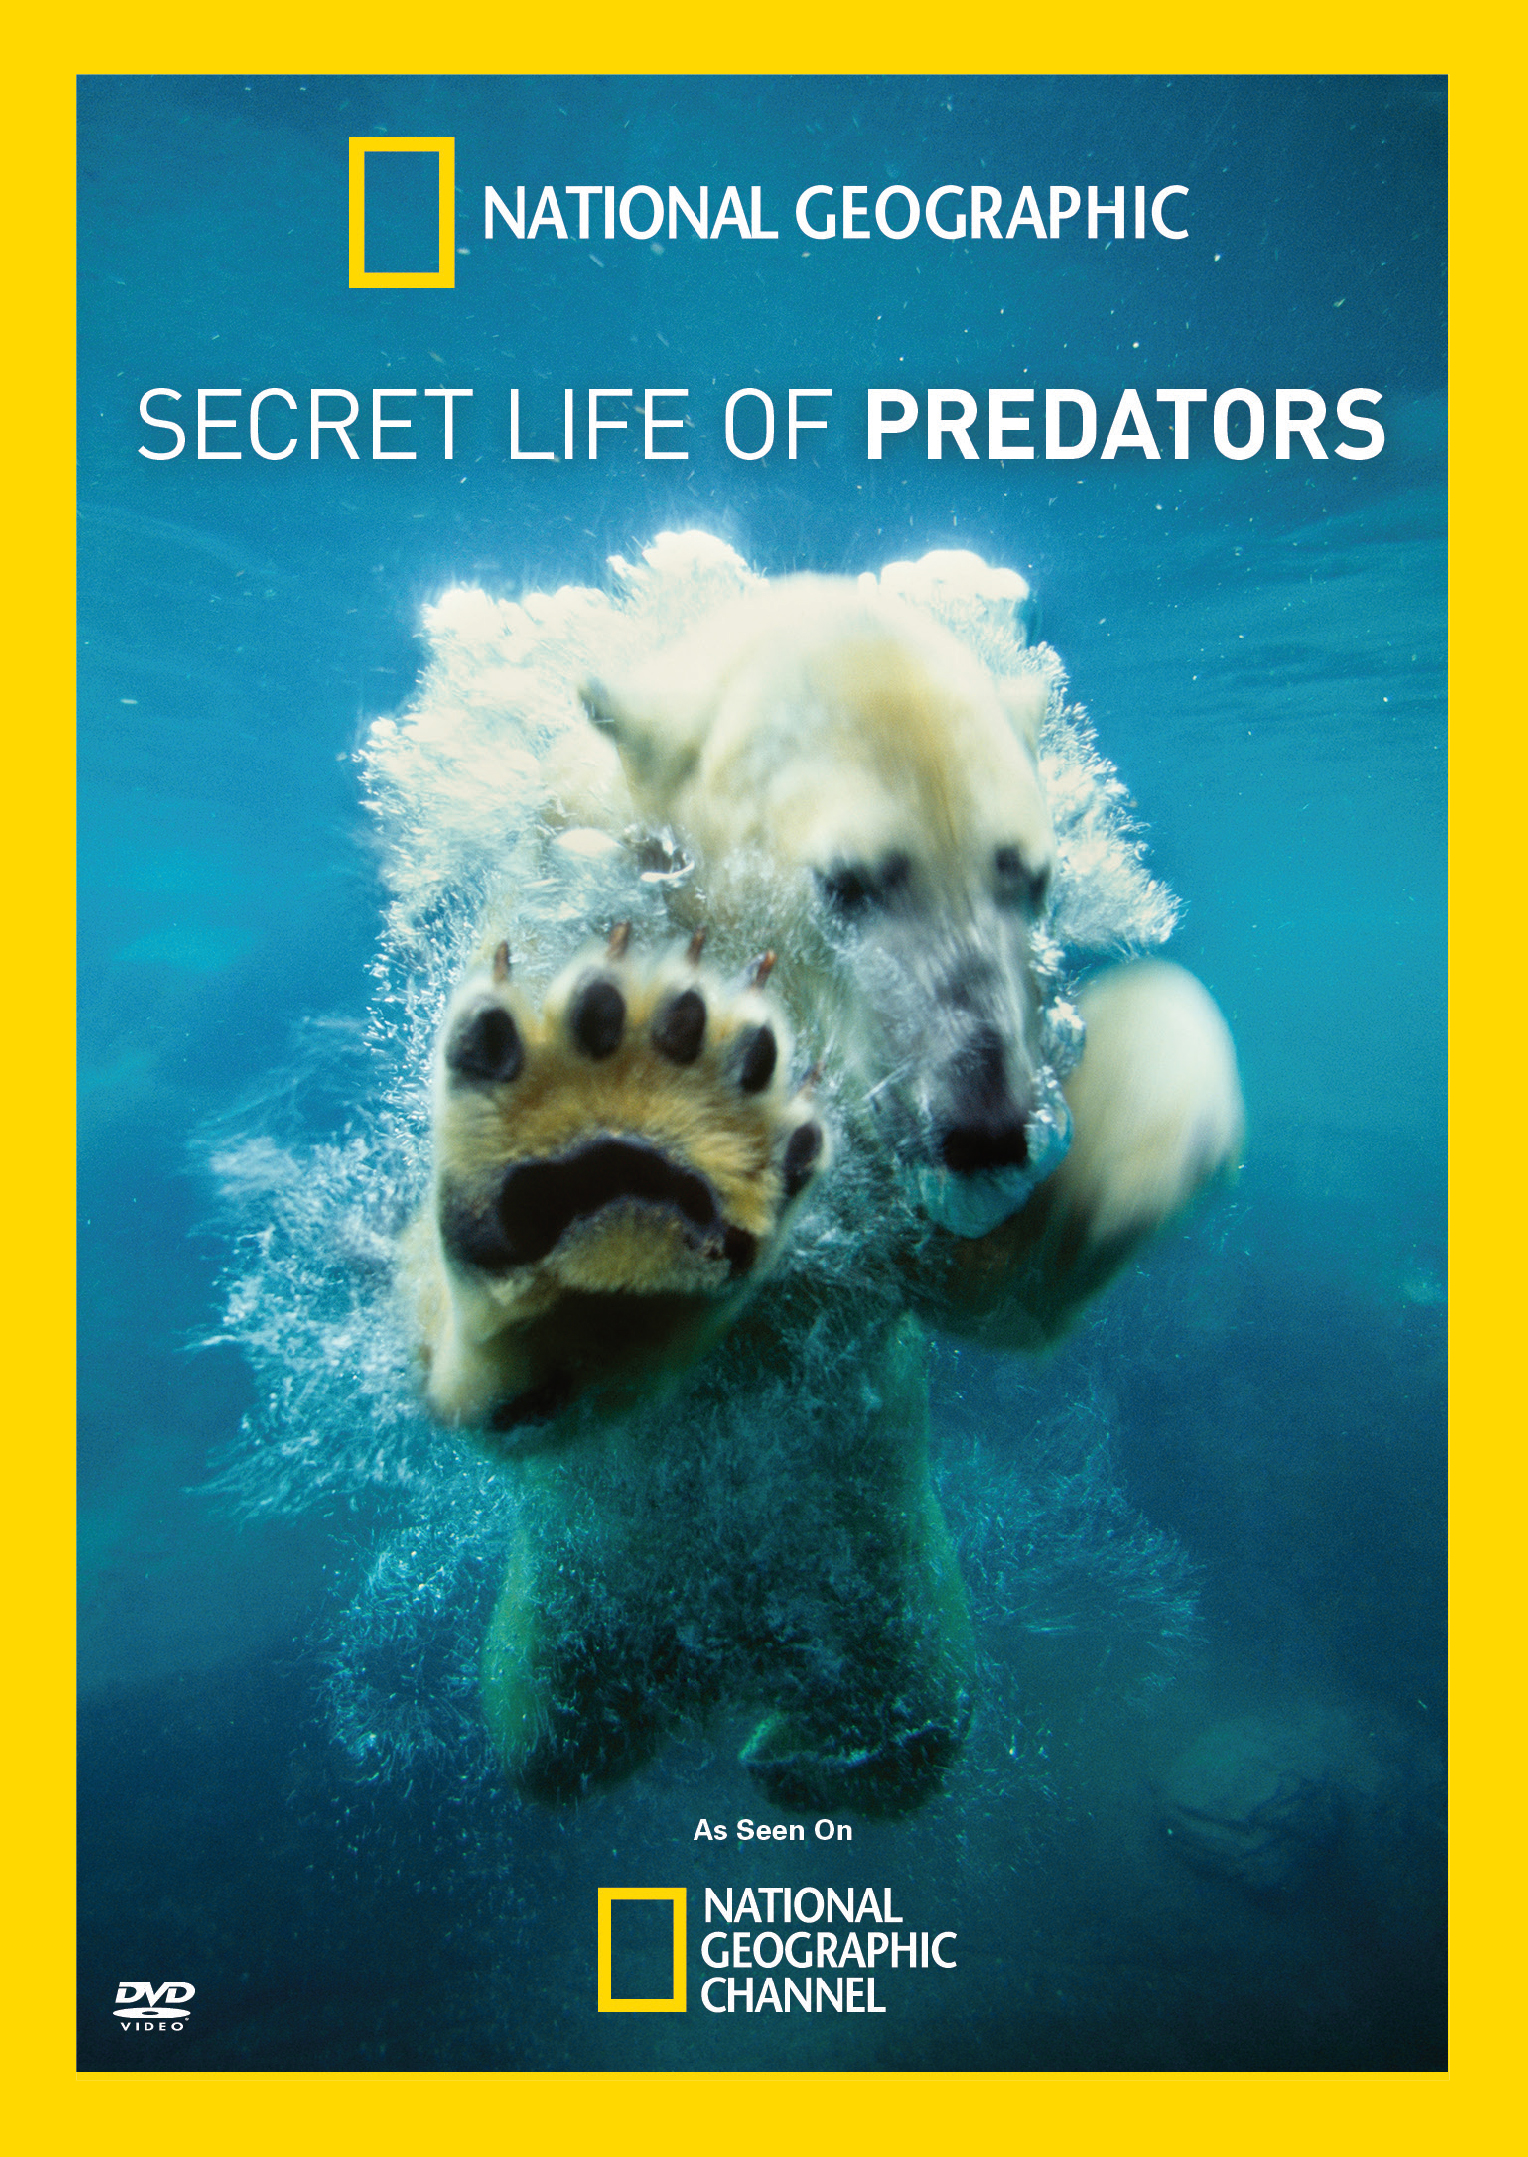 NATIONAL GEOGRAPHIC
SECRET LIFE OF PREDATORS
As Seen On
NATIONAL
GEOGRAPHIC
CHANNEL
DVD
VIDEO